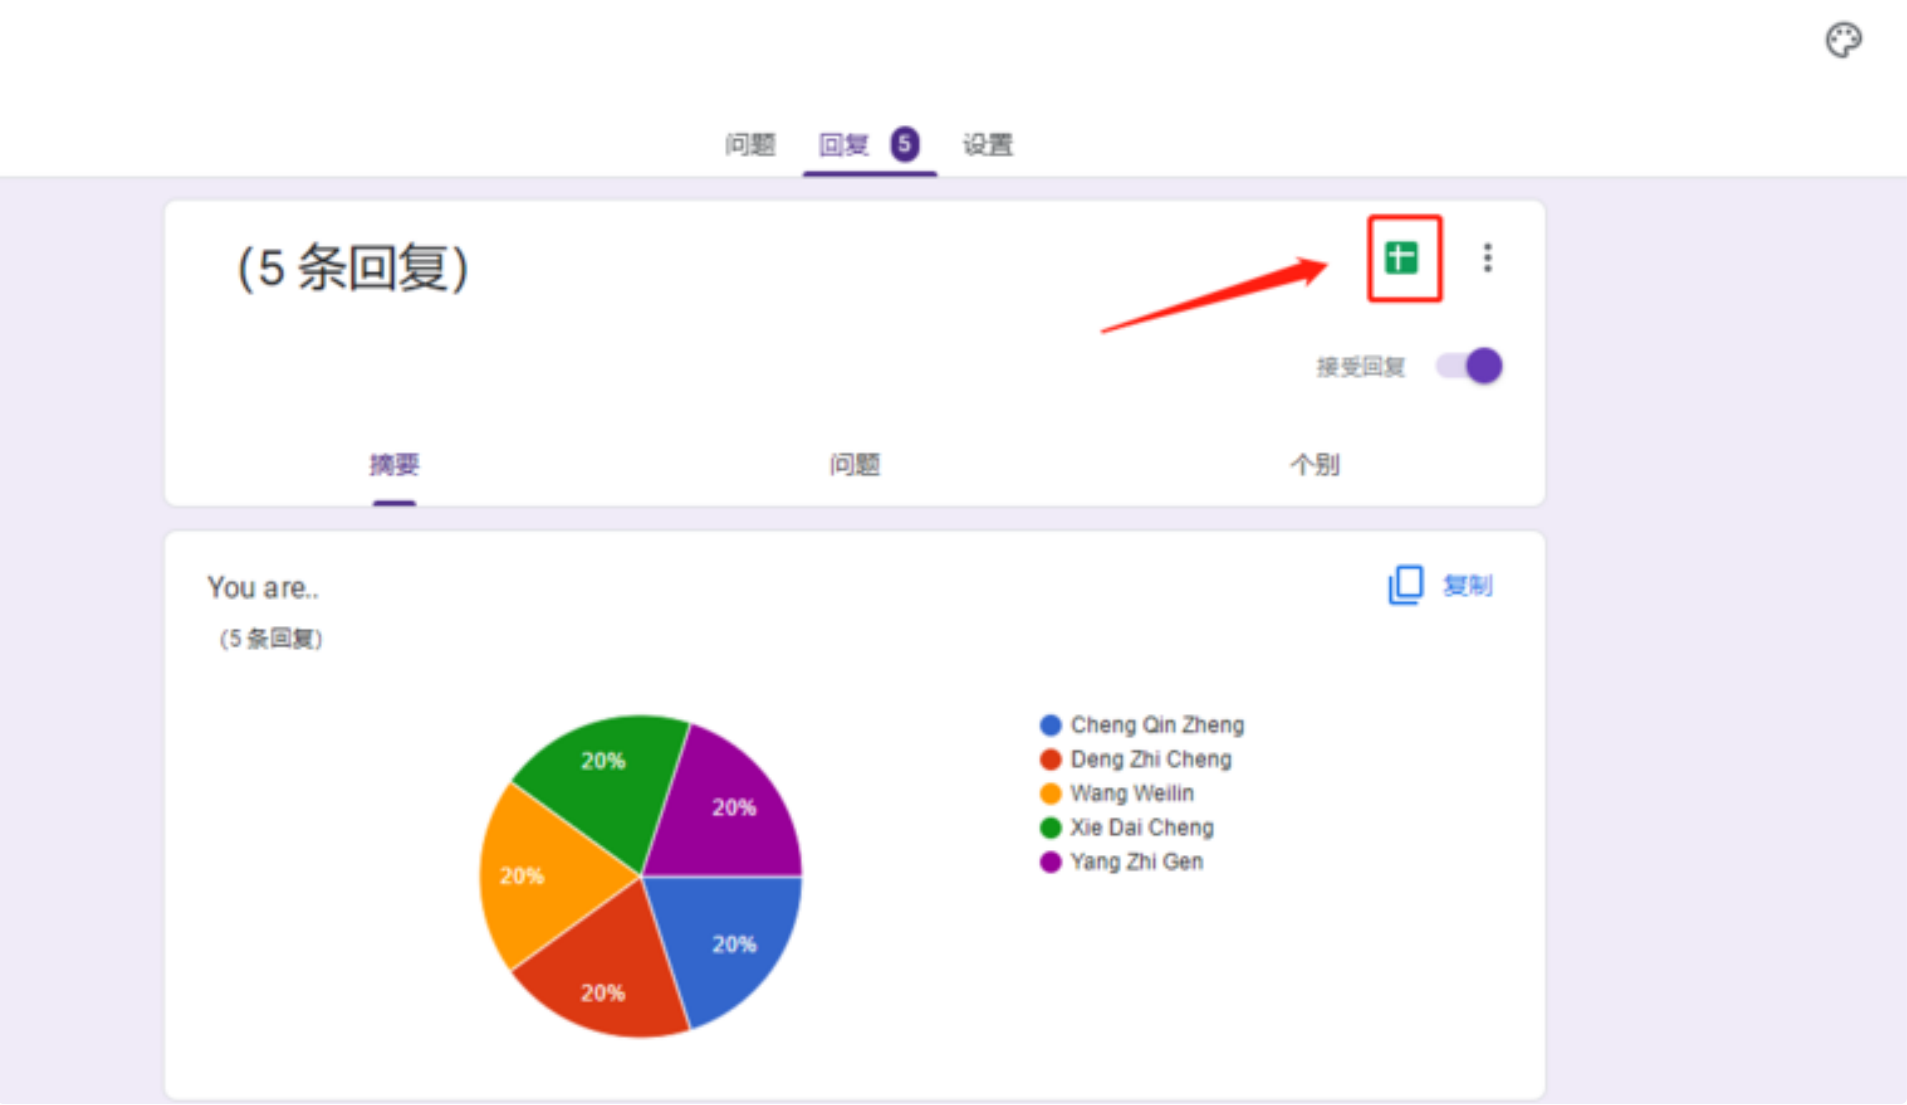 问题 回复 5 设置
(5 条回复)
接受回复
摘要 问题 个别
You are..
复制
(5 条回复)
20%
20%
20%
20%
20%
Cheng Qin Zheng
Deng Zhi Cheng
Wang Weilin
Xie Dai Cheng
Yang Zhi Gen